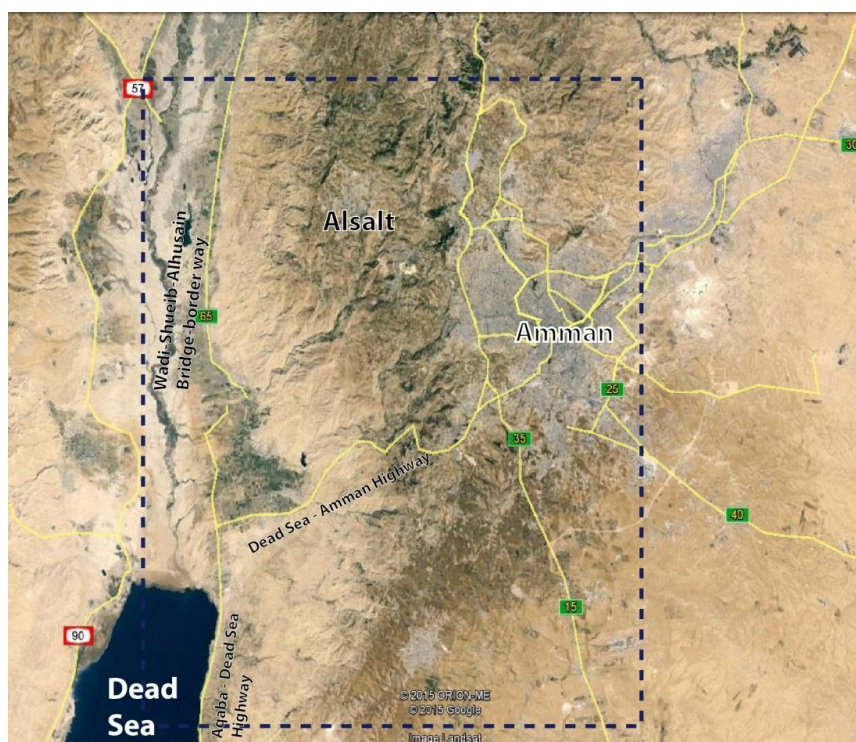 57
30
Alsalt
Wadi-Shueib-Alhusain
Bridge-border way
65
Amman
25
35
Dead Sea - Amman Highway
40
15
90
Aqaba - Dead Sea
Highway
Dead
Sea
© 2015 ORION-ME
© 2015 Google
Image Landsat